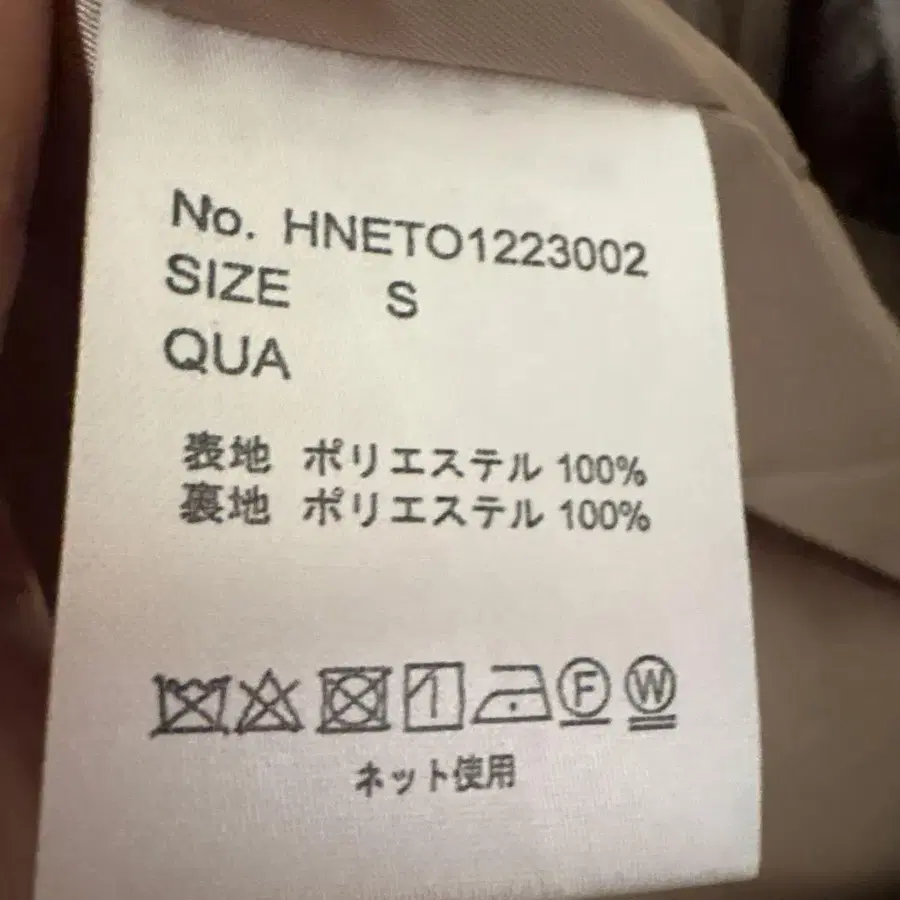 No. HNETO1223002
SIZE S
QUA
表地 ポリエステル 100%
裏地 ポリエステル 100%
F W
ネット使用